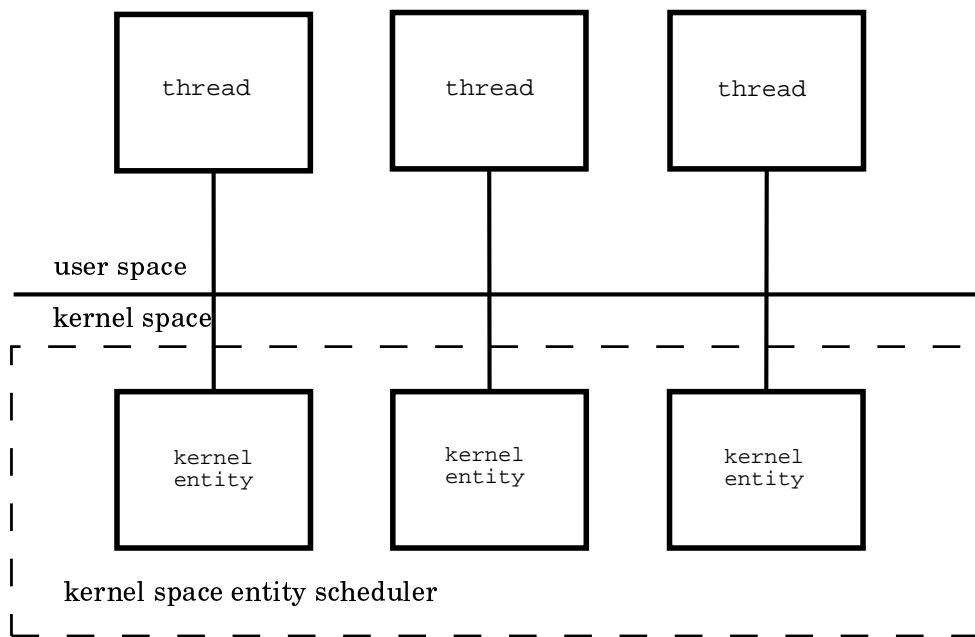 thread
thread
thread
user space
kernel space
kernel
entity
kernel
entity
kernel
entity
kernel space entity scheduler